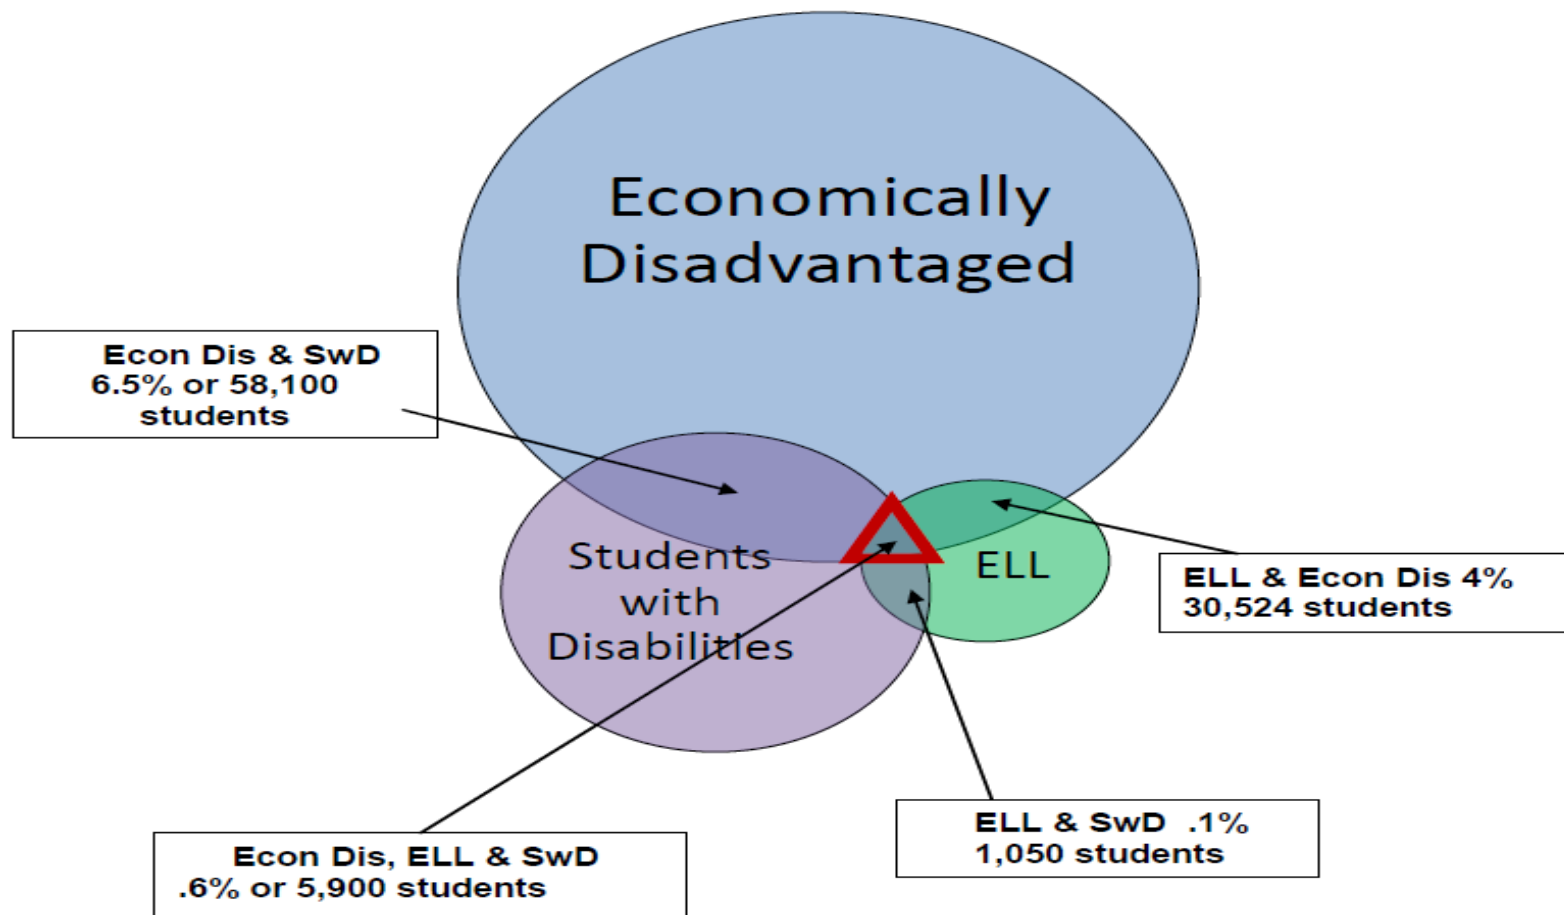 Economically
Disadvantaged
Econ Dis & SwD
6.5% or 58,100
students
Students
with
Disabilities
ELL
ELL & Econ Dis 4%
30,524 students
ELL & SwD .1%
1,050 students
Econ Dis, ELL & SwD
.6% or 5,900 students